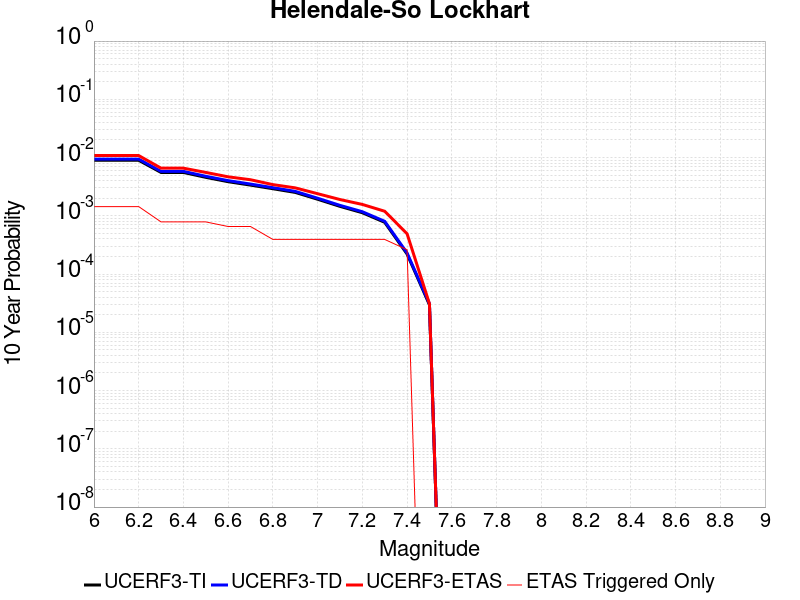 Helendale-So Lockhart
10^0
10^-1
10^-2
10^-3
10^-4
10^-5
10^-6
10^-7
10^-8
10 Year Probability
6 6.2 6.4 6.6 6.8 7 7.2 7.4 7.6 7.8 8 8.2 8.4 8.6 8.8 9
Magnitude
UCERF3-TI UCERF3-TD UCERF3-ETAS ETAS Triggered Only